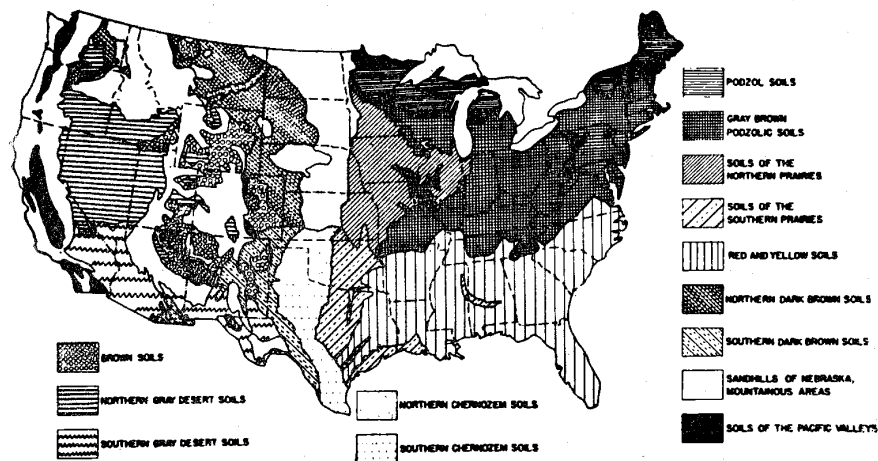 PODZOL SOILS
GRAY BROWN
PODZOLIC SOILS
SOILS OF THE
NORTHERN PRAIRIES
SOILS OF THE
SOUTHERN PRAIRIES
RED AND YELLOW SOILS
NORTHERN DARK BROWN SOILS
SOUTHERN DARK BROWN SOILS
SANDHILLS OF NEBRASKA,
MOUNTAINOUS AREAS
SOILS OF THE PACIFIC VALLEYS
BROWN SOILS
NORTHERN GRAY DESERT SOILS
SOUTHERN GRAY DESERT SOILS
NORTHERN CHERNOZEM SOILS
SOUTHERN CHERNOZEM SOILS